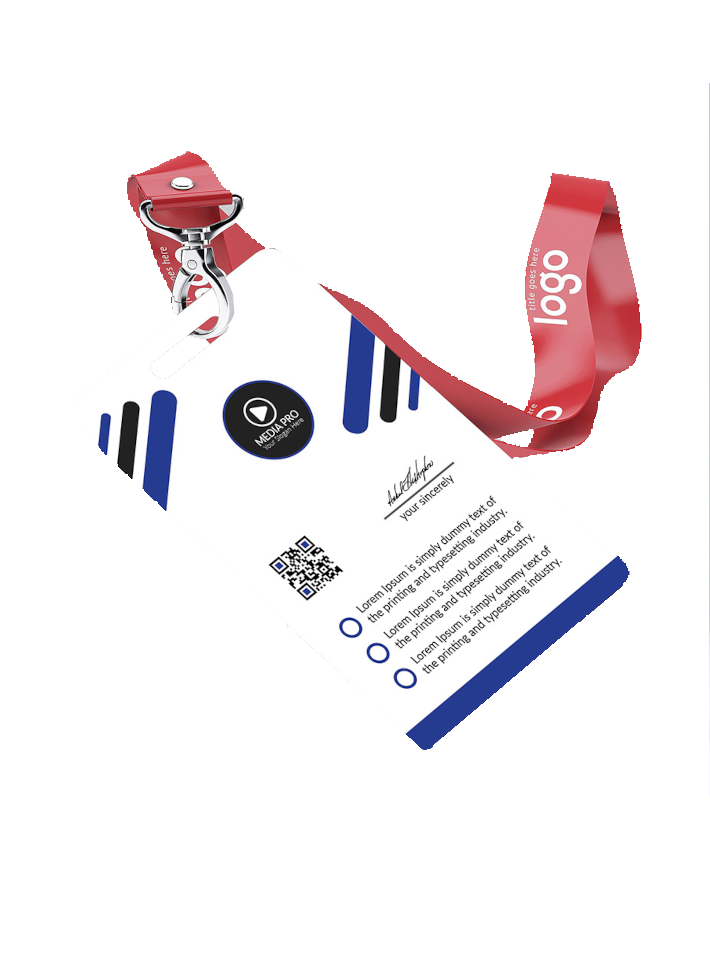 title goes here
logo
goes here
MEDIA PRO
Your Slogan Here
your sincerely
Lorem Ipsum is simply dummy text of
the printing and typesetting industry.
Lorem Ipsum is simply dummy text of
the printing and typesetting industry.
Lorem Ipsum is simply dummy text of
the printing and typesetting industry.